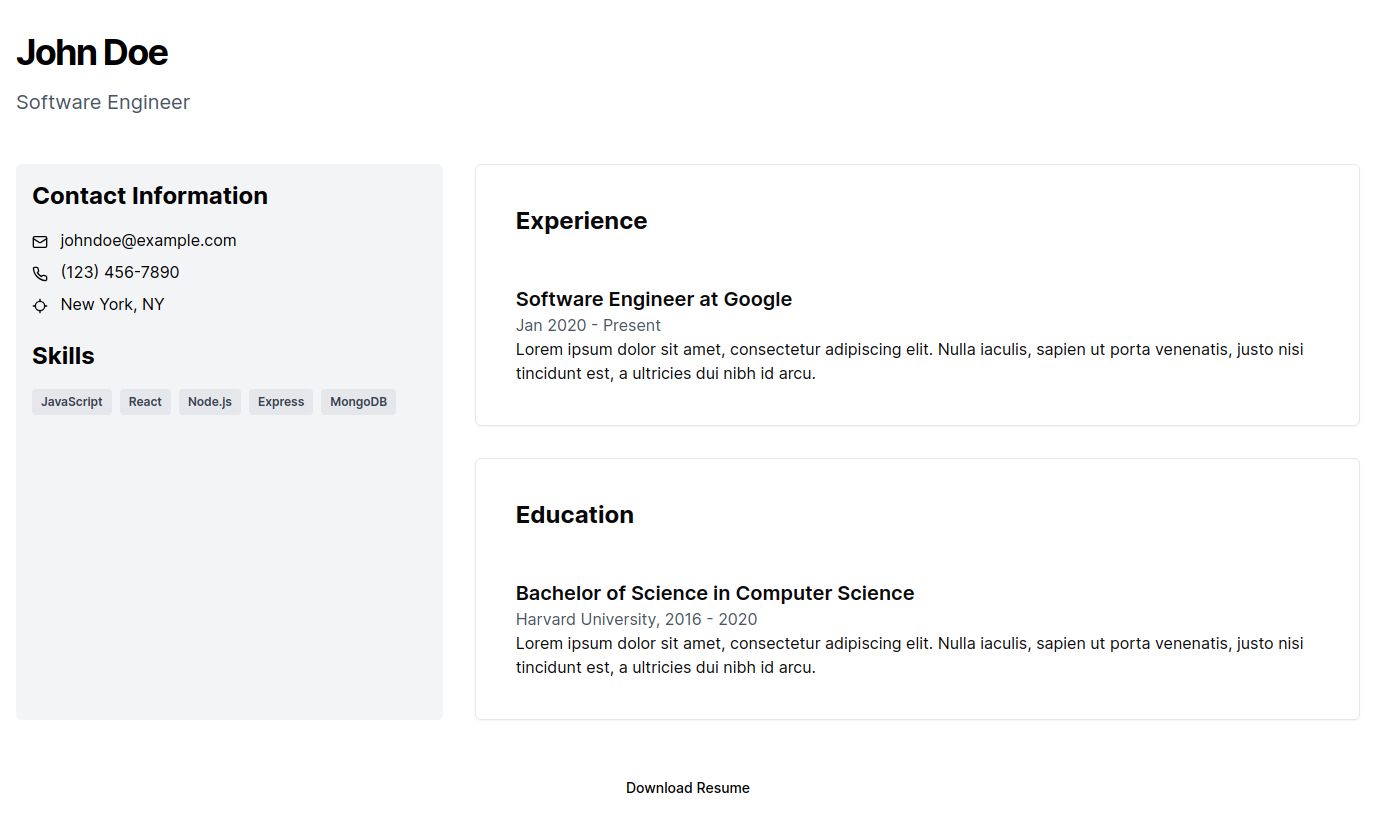 John Doe
Software Engineer
Contact Information
johndoe@example.com
(123) 456-7890
New York, NY
Skills
JavaScript React Node.js Express MongoDB
Experience
Software Engineer at Google
Jan 2020 - Present
Lorem ipsum dolor sit amet, consectetur adipiscing elit. Nulla iaculis, sapien ut porta venenatis, justo nisi
tincidunt est, a ultricies dui nibh id arcu.
Education
Bachelor of Science in Computer Science
Harvard University, 2016 - 2020
Lorem ipsum dolor sit amet, consectetur adipiscing elit. Nulla iaculis, sapien ut porta venenatis, justo nisi
tincidunt est, a ultricies dui nibh id arcu.
Download Resume